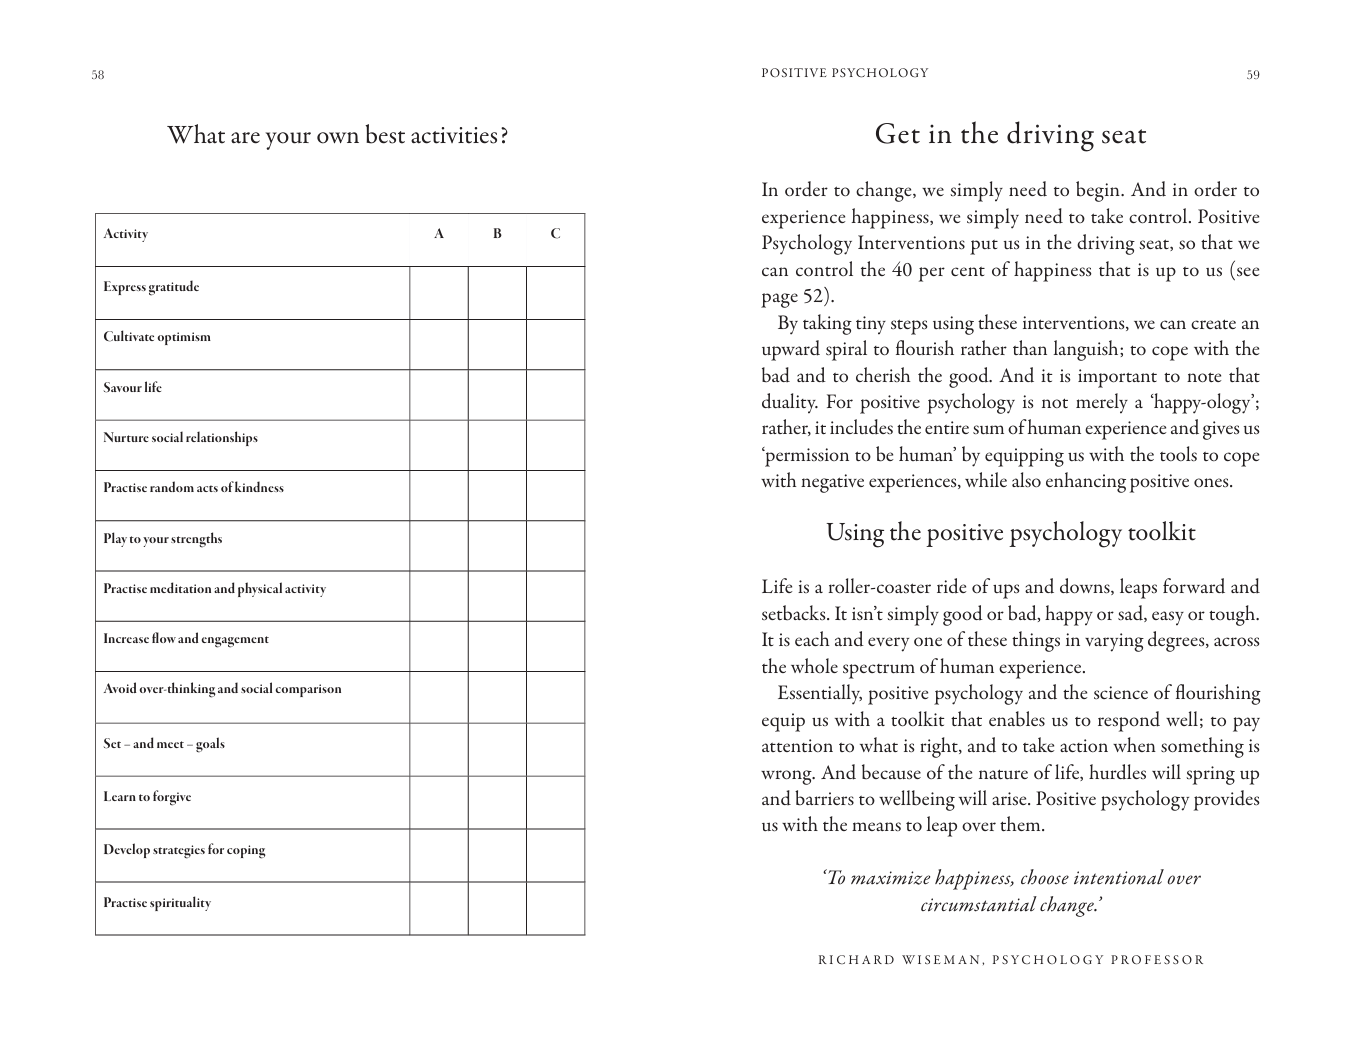 58
What are your own best activities?
Activity A B C
Express gratitude
Cultivate optimism
Savour life
Nurture social relationships
Practise random acts of kindness
Play to your strengths
Practise meditation and physical activity
Increase flow and engagement
Avoid over-thinking and social comparison
Set – and meet – goals
Learn to forgive
Develop strategies for coping
Practise spirituality
POSITIVE PSYCHOLOGY 59
Get in the driving seat
In order to change, we simply need to begin. And in order to
experience happiness, we simply need to take control. Positive
Psychology Interventions put us in the driving seat, so that we
can control the 40 per cent of happiness that is up to us (see
page 52).
By taking tiny steps using these interventions, we can create an
upward spiral to flourish rather than languish; to cope with the
bad and to cherish the good. And it is important to note that
duality. For positive psychology is not merely a ‘happy-ology’;
rather, it includes the entire sum of human experience and gives us
‘permission to be human’ by equipping us with the tools to cope
with negative experiences, while also enhancing positive ones.
Using the positive psychology toolkit
Life is a roller-coaster ride of ups and downs, leaps forward and
setbacks. It isn’t simply good or bad, happy or sad, easy or tough.
It is each and every one of these things in varying degrees, across
the whole spectrum of human experience.
Essentially, positive psychology and the science of flourishing
equip us with a toolkit that enables us to respond well; to pay
attention to what is right, and to take action when something is
wrong. And because of the nature of life, hurdles will spring up
and barriers to wellbeing will arise. Positive psychology provides
us with the means to leap over them.
‘To maximize happiness, choose intentional over
circumstantial change.’
RICHARD WISEMAN, PSYCHOLOGY PROFESSOR